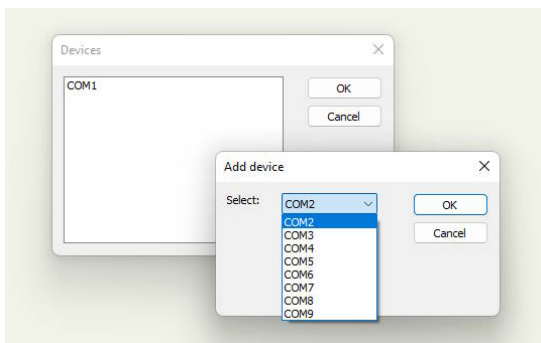 Devices
COM1
OK
Cancel
Add device
Select:
COM2
OK
COM2
COM3
Cancel
COM4
COM5
COM6
COM7
COM8
COM9